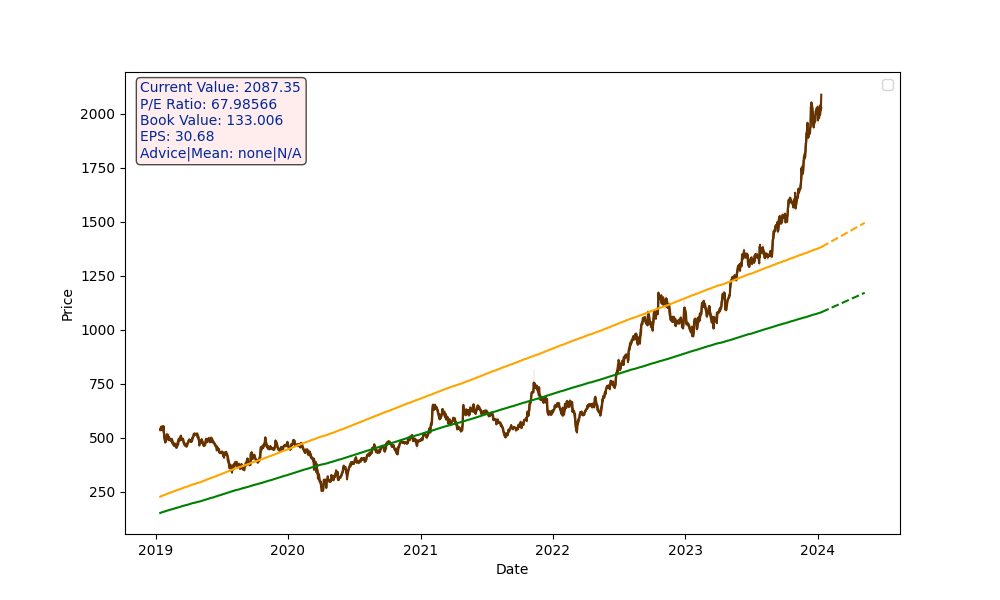 Current Value: 2087.35
P/E Ratio: 67.98566
Book Value: 133.006
EPS: 30.68
Advice|Mean: none|N/A
2000
1750
1500
1250
1000
750
500
250
Price
2019 2020 2021 2022 2023 2024
Date